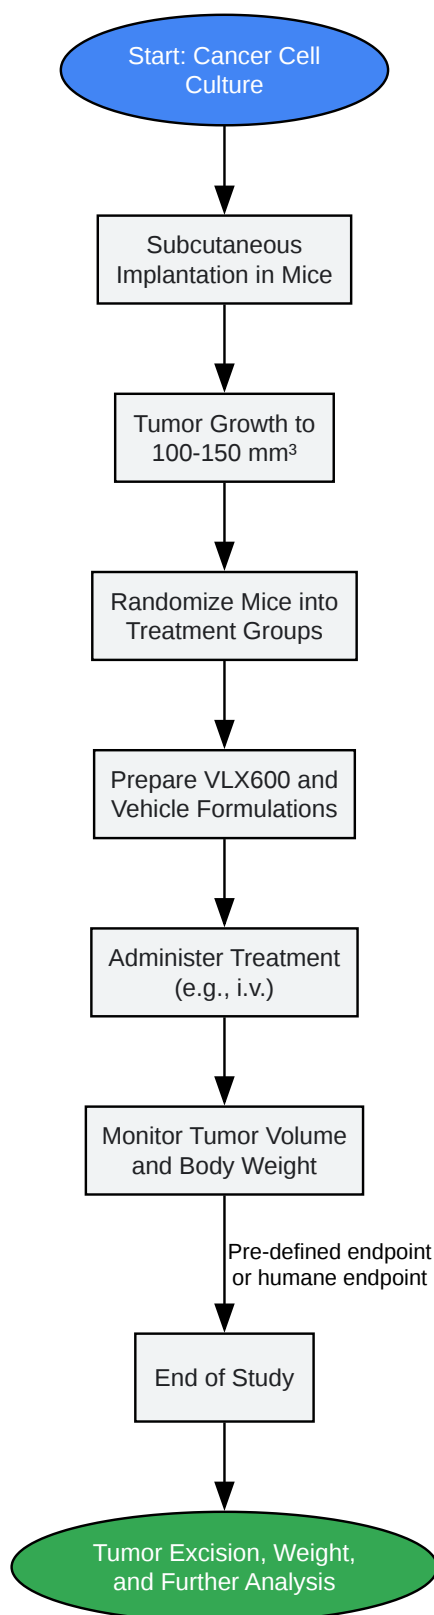 Start: Cancer Cell
Culture
Subcutaneous
Implantation in Mice
Tumor Growth to
100-150 mm³
Randomize Mice into
Treatment Groups
Prepare VLX600 and
Vehicle Formulations
Administer Treatment
(e.g., i.v.)
Monitor Tumor Volume
and Body Weight
Pre-defined endpoint
or humane endpoint
End of Study
Tumor Excision, Weight,
and Further Analysis